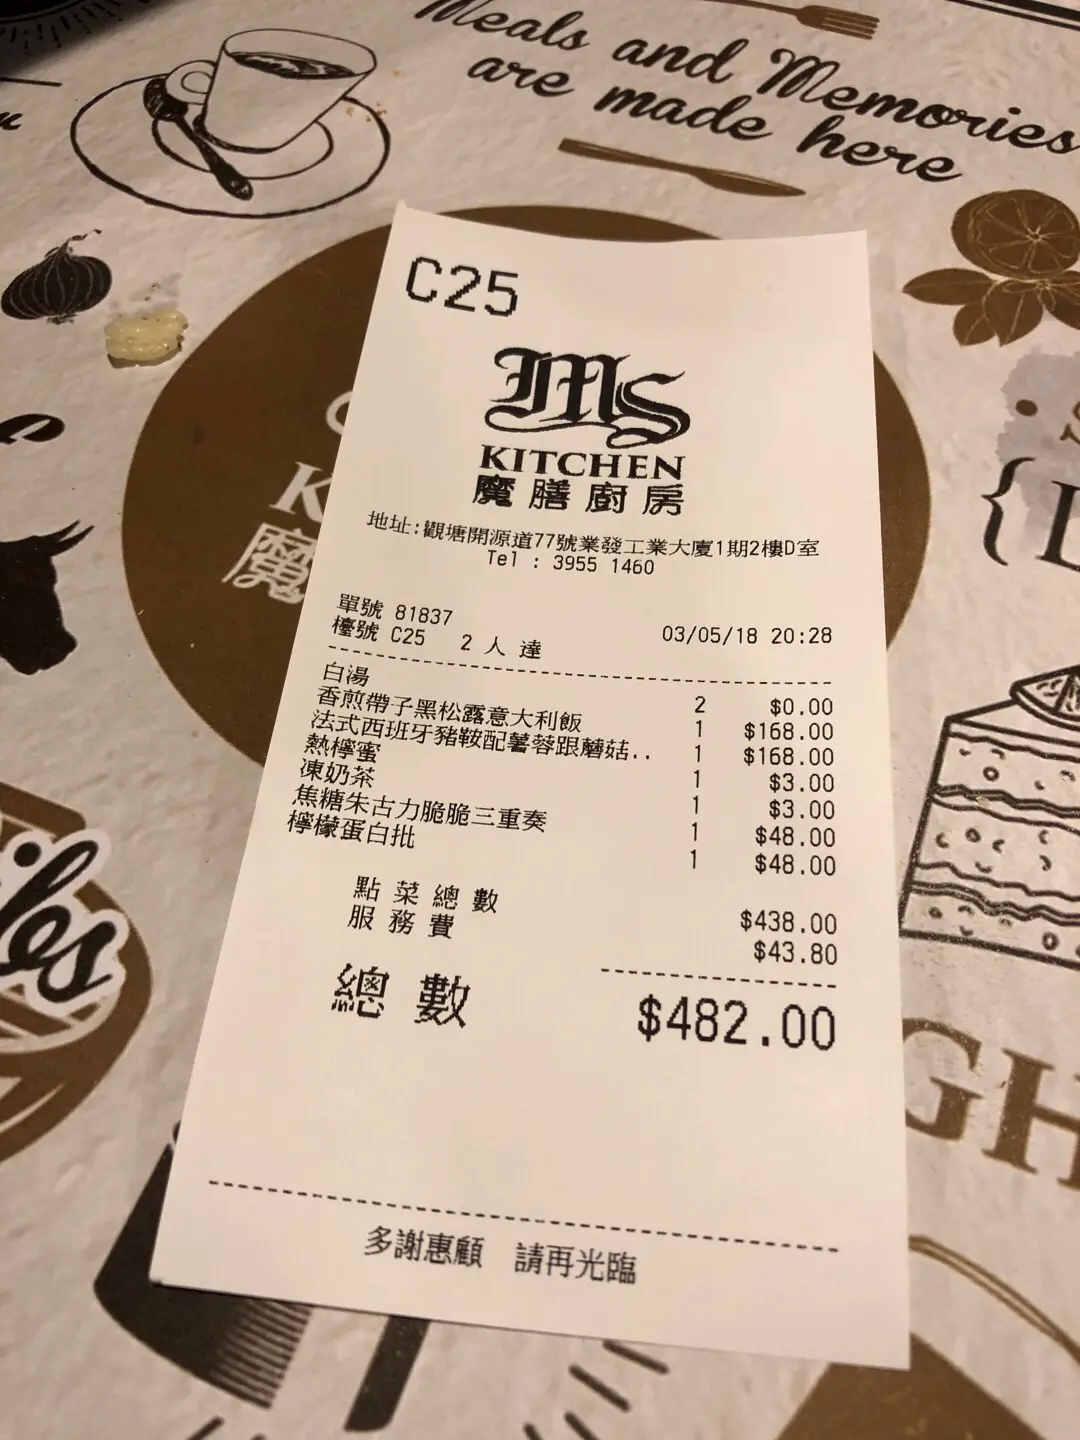 Meals and Memories
are made here
C25
MS
KITCHEN
魔膳廚房
地址:觀塘開源道77號業發工業大廈1期2樓D室
Tel : 3955 1460
單號 81837
檯號 C25 2 人 達 03/05/18 20:28
白湯 2 $0.00
香煎帶子黑松露意大利飯 1 $168.00
法式西班牙豬鞍配薯蓉跟蘑菇.. 1 $168.00
熱檸蜜 1 $3.00
凍奶茶 1 $3.00
焦糖朱古力脆脆三重奏 1 $48.00
檸檬蛋白批 1 $48.00
點菜總數 $438.00
服務費 $43.80
總數 $482.00
多謝惠顧 請再光臨
K
魔
GH